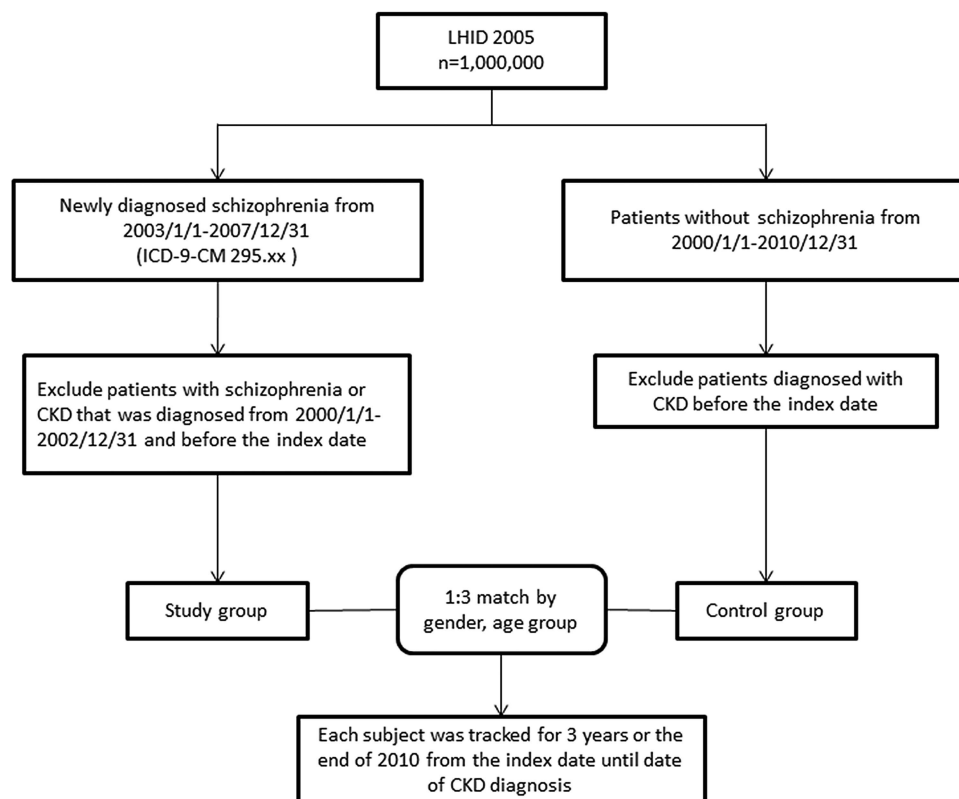 LHID 2005
n=1,000,000
Newly diagnosed schizophrenia from
2003/1/1-2007/12/31
(ICD-9-CM 295.xx )
Patients without schizophrenia from
2000/1/1-2010/12/31
Exclude patients with schizophrenia or
CKD that was diagnosed from 2000/1/1-
2002/12/31 and before the index date
Exclude patients diagnosed with
CKD before the index date
Study group
1:3 match by
gender, age group
Control group
Each subject was tracked for 3 years or the
end of 2010 from the index date until date
of CKD diagnosis